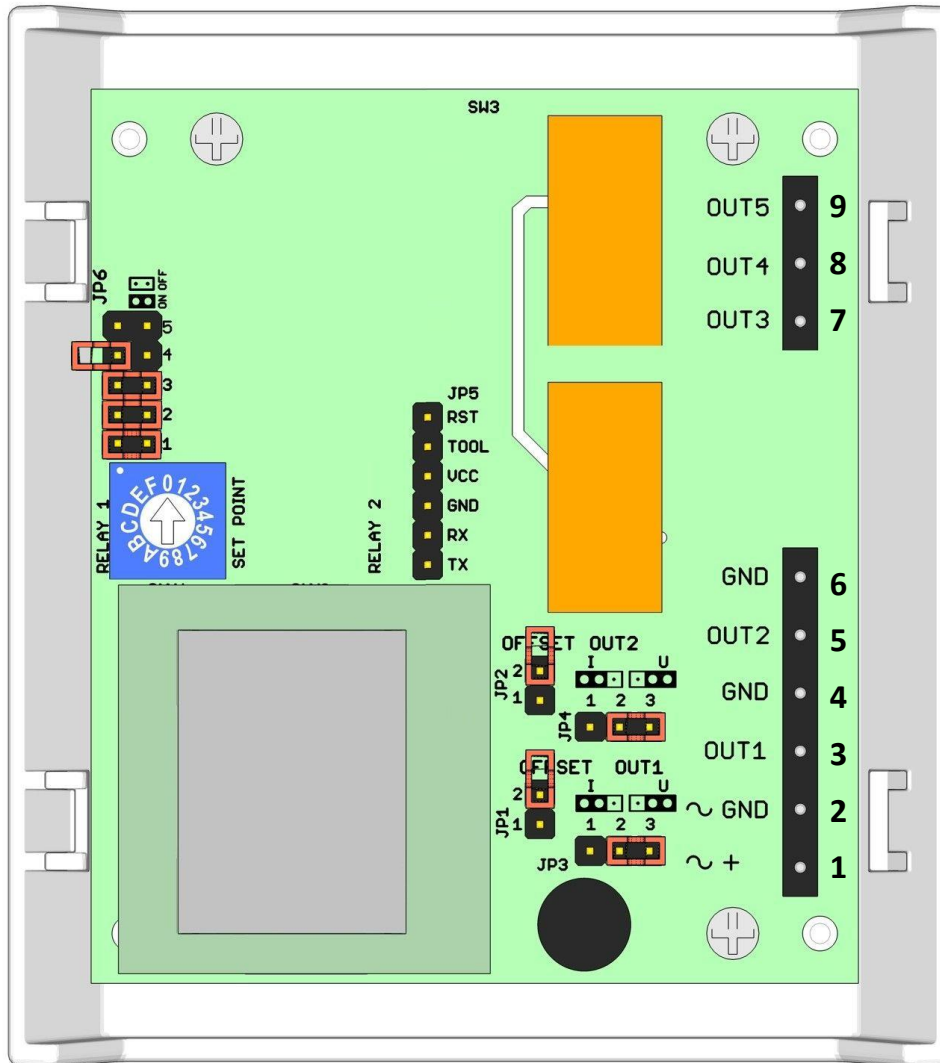 SW3
OUT5 9
OUT4 8
OUT3 7
JP6
ON OFF
5
4
3
2
1
RELAY 1
0123456789ABCDEF
SET POINT
RELAY 2
JP5
RST
TOOL
VCC
GND
RX
TX
GND 6
OUT2 5
GND 4
OUT1 3
~ GND 2
~ + 1
OFFSET OUT2
I U
JP2
2
1
1 2 3
JP4
OFFSET OUT1
I U
JP1
2
1
1 2 3
JP3